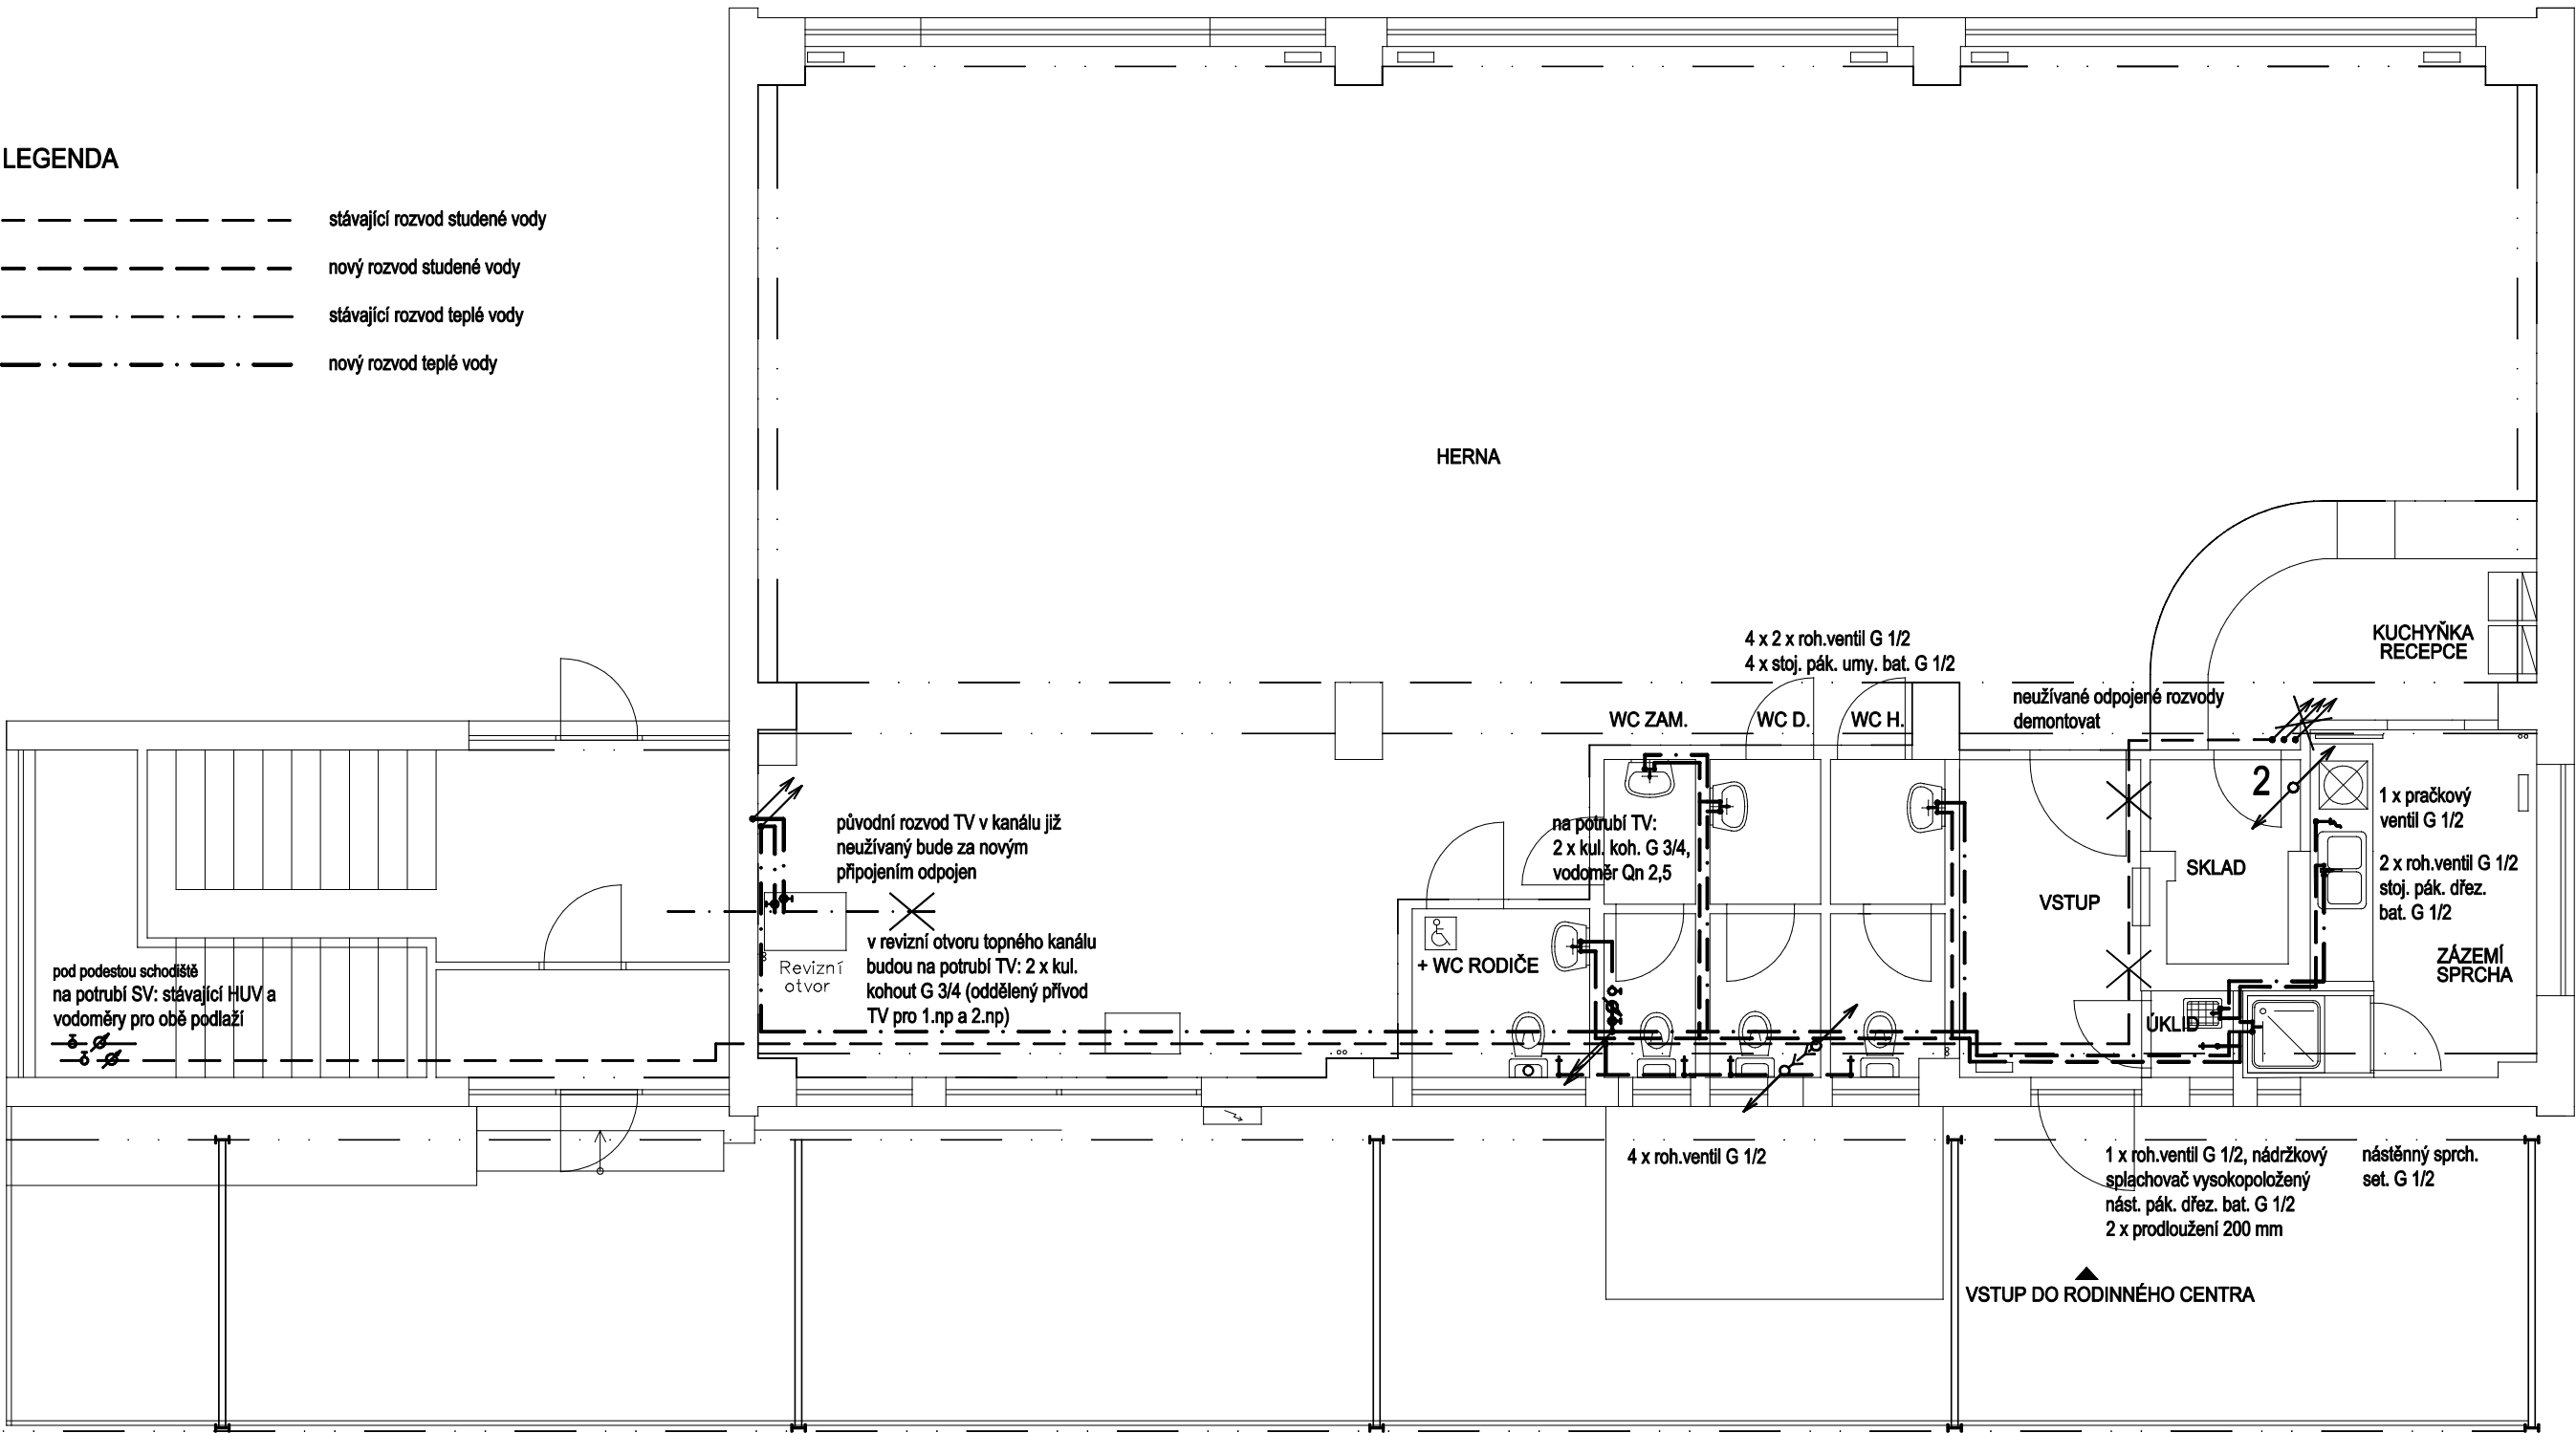 LEGENDA
stávající rozvod studené vody
nový rozvod studené vody
stávající rozvod teplé vody
nový rozvod teplé vody
HERNA
KUCHYŇKA
RECEPCE
4 x 2 x roh.ventil G 1/2
4 x stoj. pák. umy. bat. G 1/2
neužívané odpojené rozvody
demontovat
WC ZAM.
WC D.
WC H.
2
1 x pračkový
ventil G 1/2
2 x roh.ventil G 1/2
stoj. pák. dřez.
bat. G 1/2
původní rozvod TV v kanálu již
neužívaný bude za novým
připojením odpojen
na potrubí TV:
2 x kul. koh. G 3/4,
vodoměr Qn 2,5
SKLAD
VSTUP
v revizní otvoru topného kanálu
budou na potrubí TV: 2 x kul.
kohout G 3/4 (oddělený přívod
TV pro 1.np a 2.np)
Revizní
otvor
+ WC RODIČE
ZÁZEMÍ
SPRCHA
pod podestou schodiště
na potrubí SV: stávající HUV a
vodoměry pro obě podlaží
ÚKLID
4 x roh.ventil G 1/2
1 x roh.ventil G 1/2, nádržkový
splachovač vysokopoložený
nást. pák. dřez. bat. G 1/2
2 x prodloužení 200 mm
nástěnný sprch.
set. G 1/2
VSTUP DO RODINNÉHO CENTRA